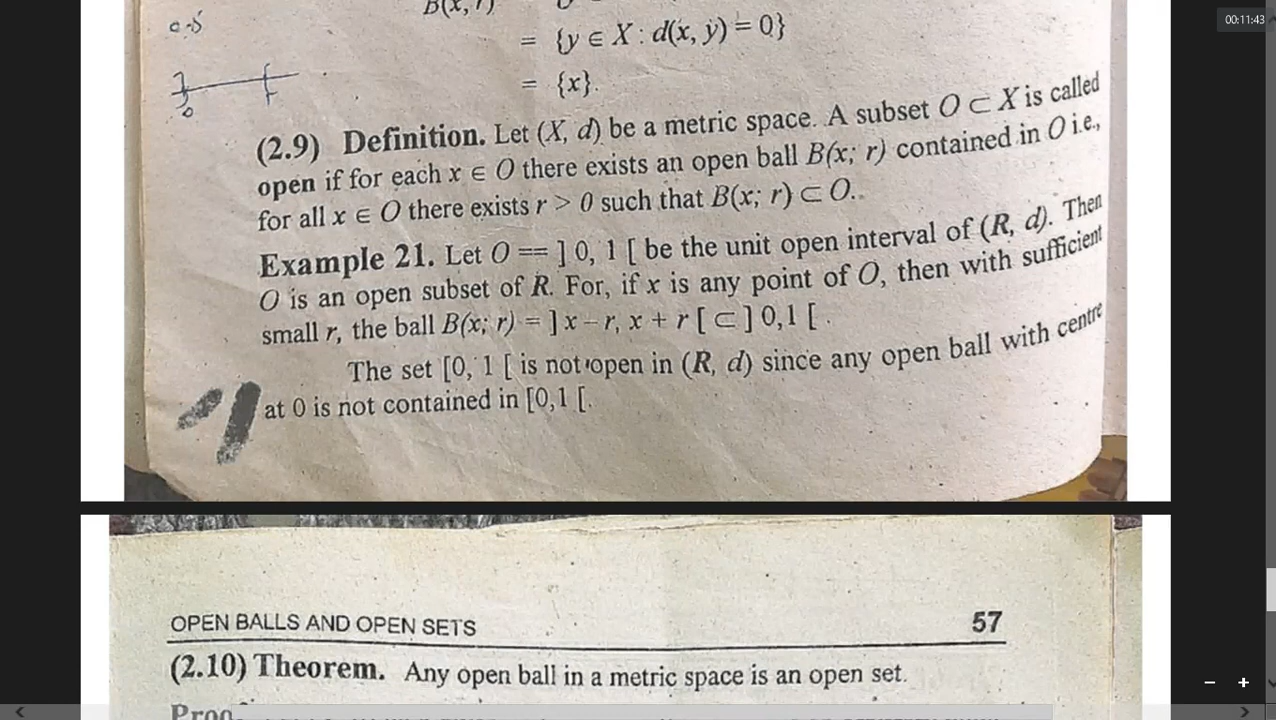 00:11:43
B(x, r)
= {y ∈ X : d(x, y) = 0}
= {x}.
(2.9) Definition. Let (X, d) be a metric space. A subset O ⊂ X is called
open if for each x ∈ O there exists an open ball B(x; r) contained in O i.e.,
for all x ∈ O there exists r > 0 such that B(x; r) ⊂ O.
Example 21. Let O == ] 0, 1 [ be the unit open interval of (R, d). Then
O is an open subset of R. For, if x is any point of O, then with sufficient
small r, the ball B(x; r) = ] x – r, x + r [ ⊂ ] 0,1 [ .
The set [0, 1 [ is not open in (R, d) since any open ball with centre
at 0 is not contained in [0,1 [.
OPEN BALLS AND OPEN SETS 57
(2.10) Theorem. Any open ball in a metric space is an open set.